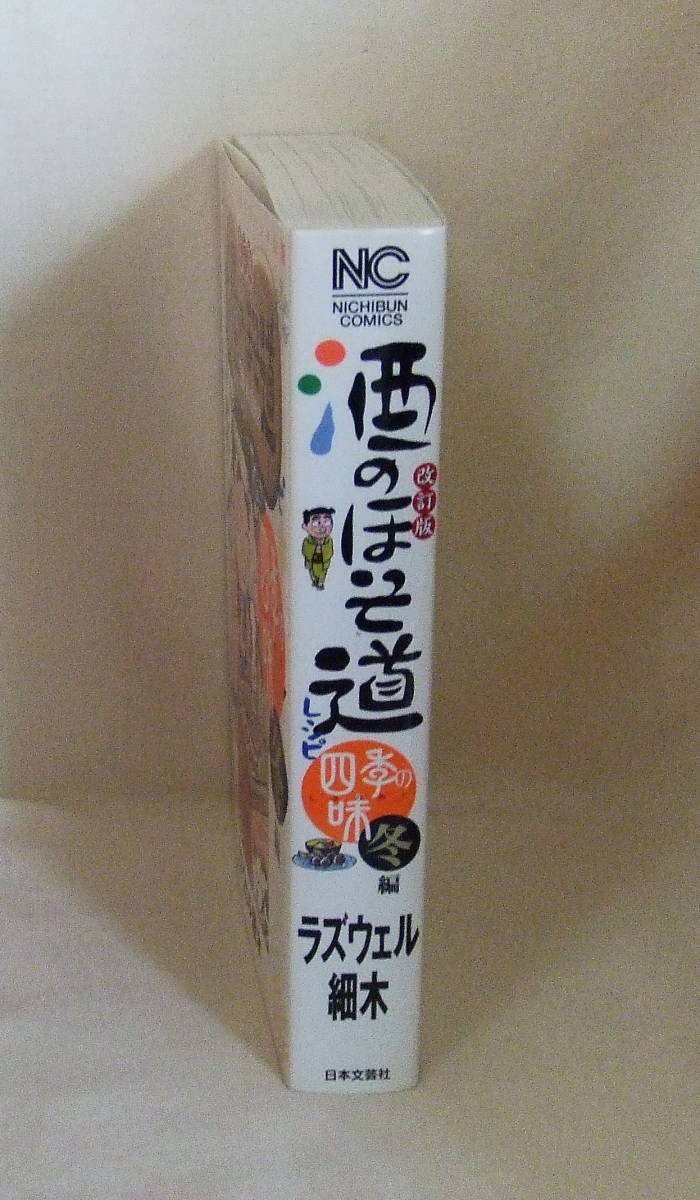 NC
NICHIBUN
COMICS
酒のほそ道
改訂版
レシピ
四季の
味
冬
編
ラズウェル
細木
日本文芸社